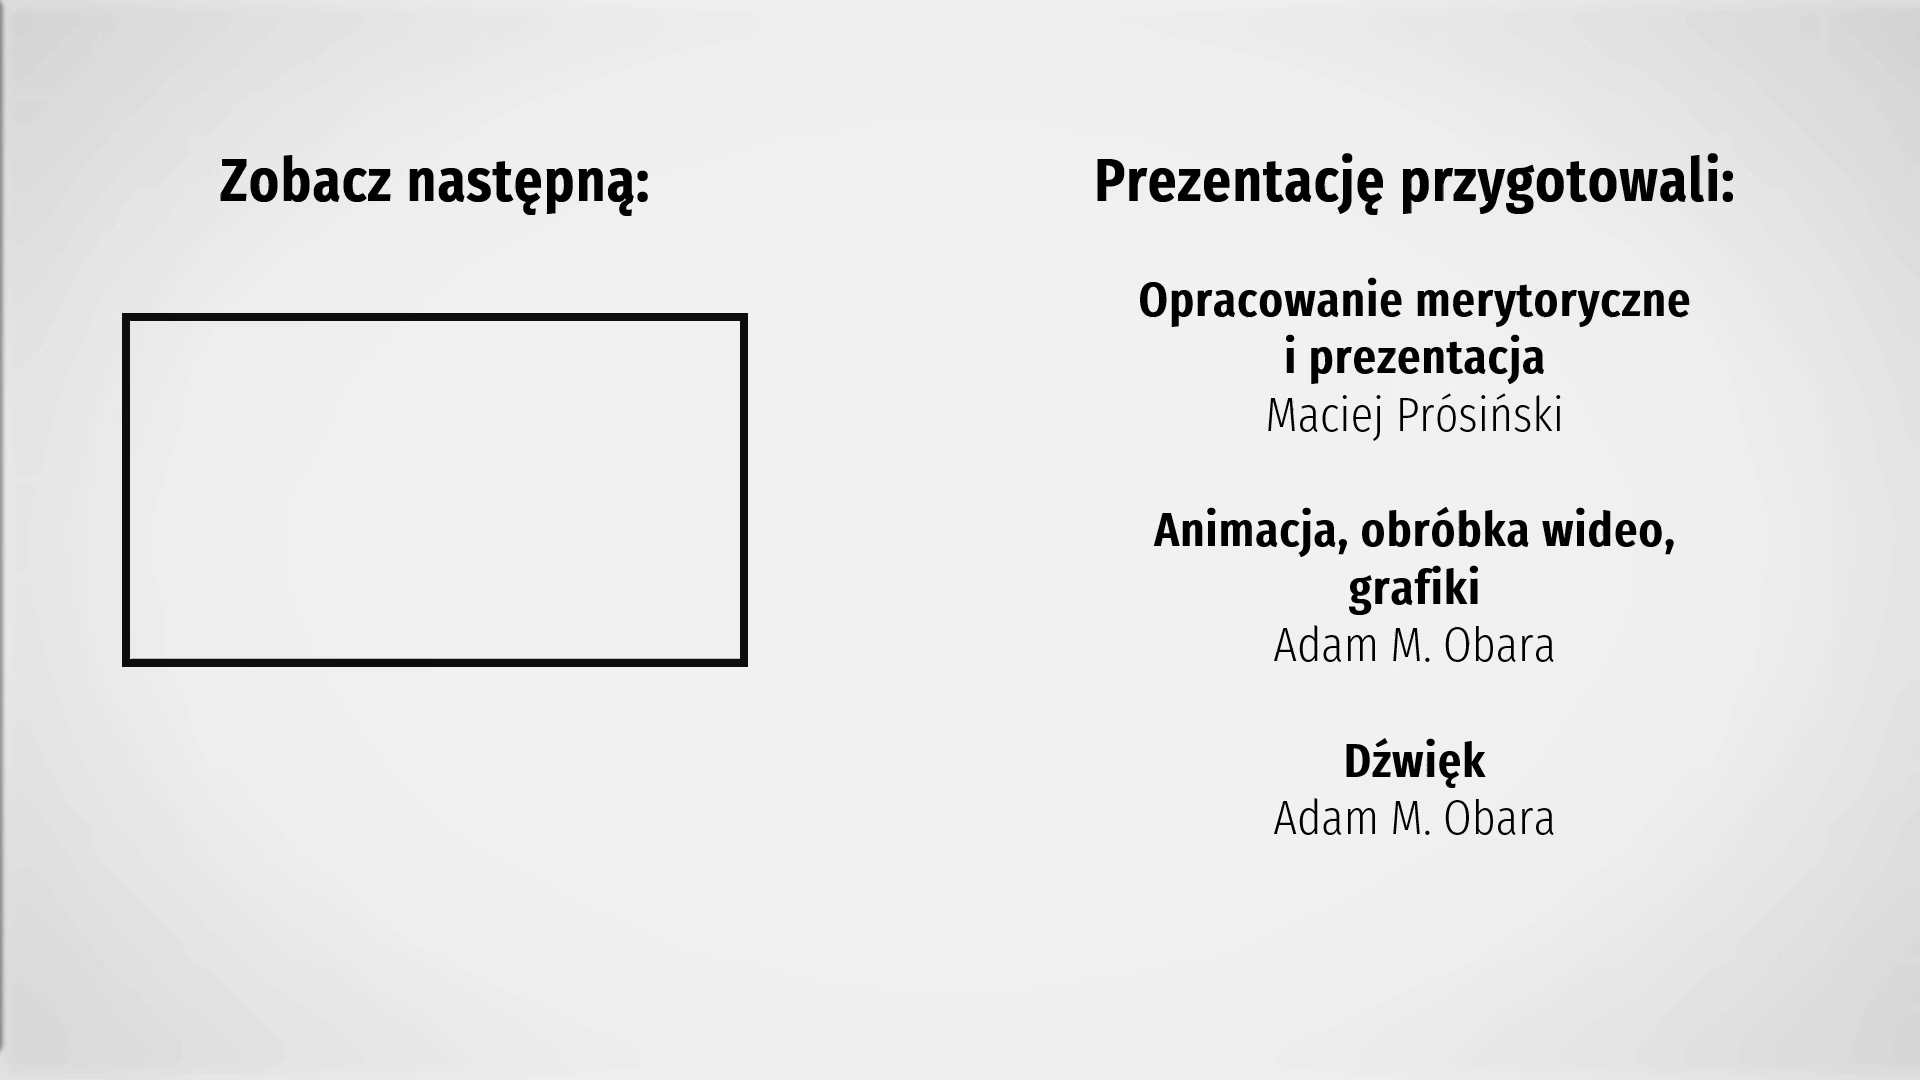 Zobacz następną:
Prezentację przygotowali:
Opracowanie merytoryczne
i prezentacja
Maciej Prósiński
Animacja, obróbka wideo,
grafiki
Adam M. Obara
Dźwięk
Adam M. Obara